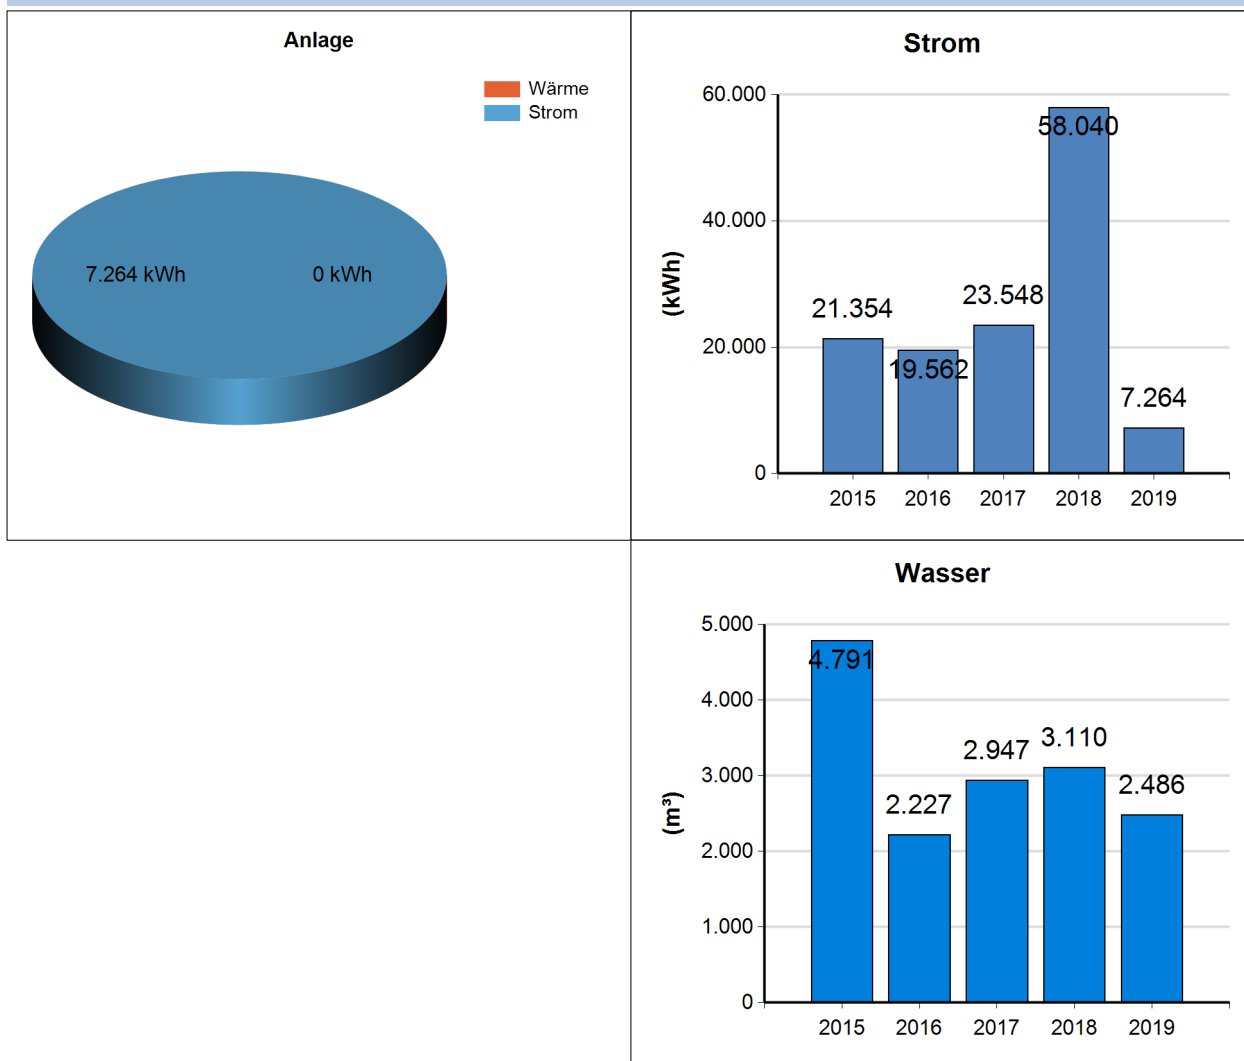 Anlage
Wärme
Strom
7.264 kWh
0 kWh
Strom
(kWh)
60.000
40.000
20.000
0
21.354
19.562
23.548
58.040
7.264
2015 2016 2017 2018 2019
Wasser
(m³)
5.000
4.000
3.000
2.000
1.000
0
4.791
2.227
2.947
3.110
2.486
2015 2016 2017 2018 2019